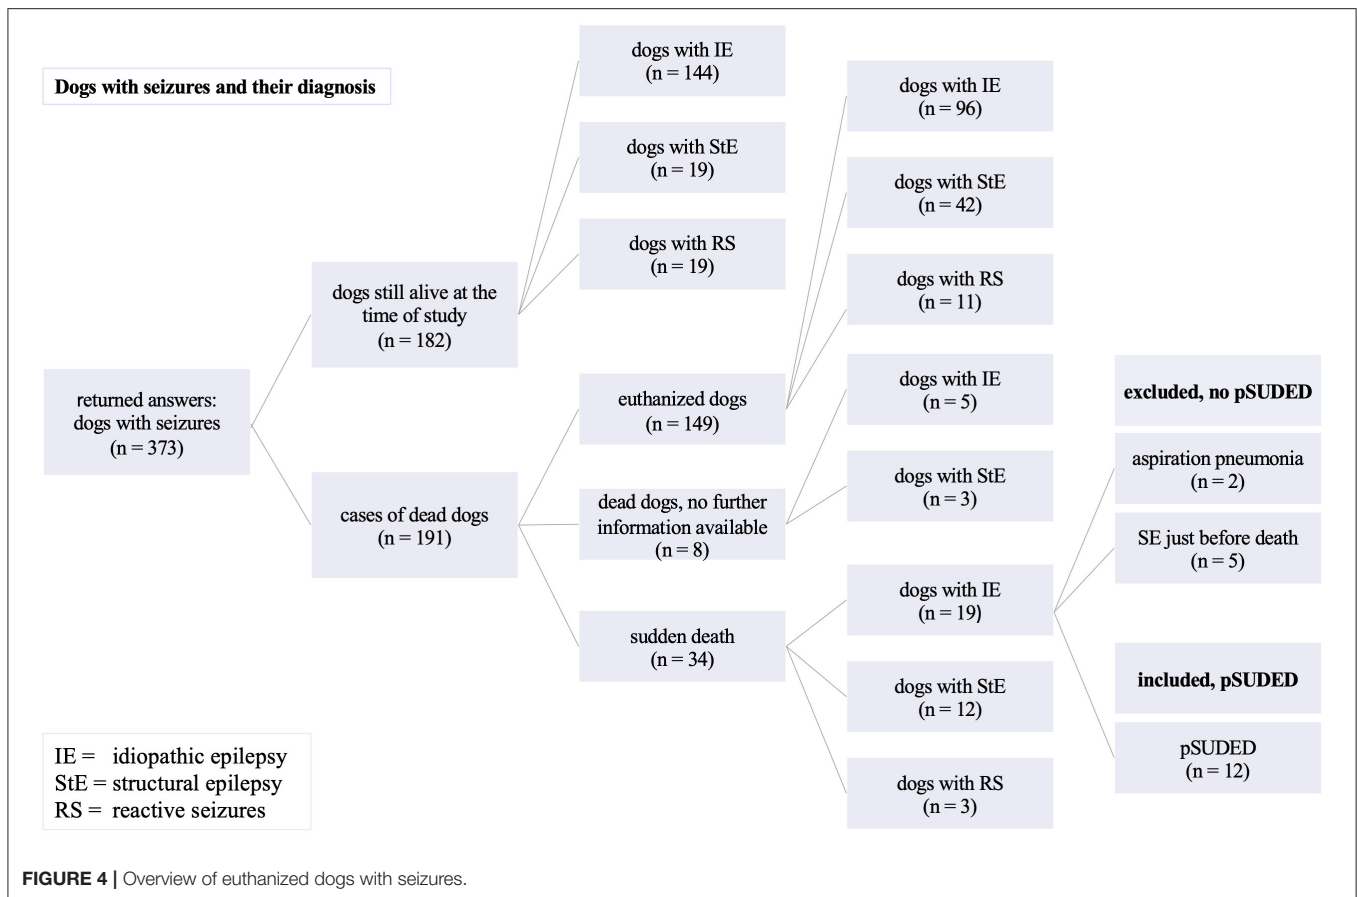 Dogs with seizures and their diagnosis
returned answers:
dogs with seizures
(n = 373)
dogs still alive at the
time of study
(n = 182)
cases of dead dogs
(n = 191)
dogs with IE
(n = 144)
dogs with StE
(n = 19)
dogs with RS
(n = 19)
euthanized dogs
(n = 149)
dead dogs, no further
information available
(n = 8)
sudden death
(n = 34)
dogs with IE
(n = 96)
dogs with StE
(n = 42)
dogs with RS
(n = 11)
dogs with IE
(n = 5)
dogs with StE
(n = 3)
dogs with IE
(n = 19)
dogs with StE
(n = 12)
dogs with RS
(n = 3)
excluded, no pSUDED
aspiration pneumonia
(n = 2)
SE just before death
(n = 5)
included, pSUDED
pSUDED
(n = 12)
IE = idiopathic epilepsy
StE = structural epilepsy
RS = reactive seizures
FIGURE 4 | Overview of euthanized dogs with seizures.